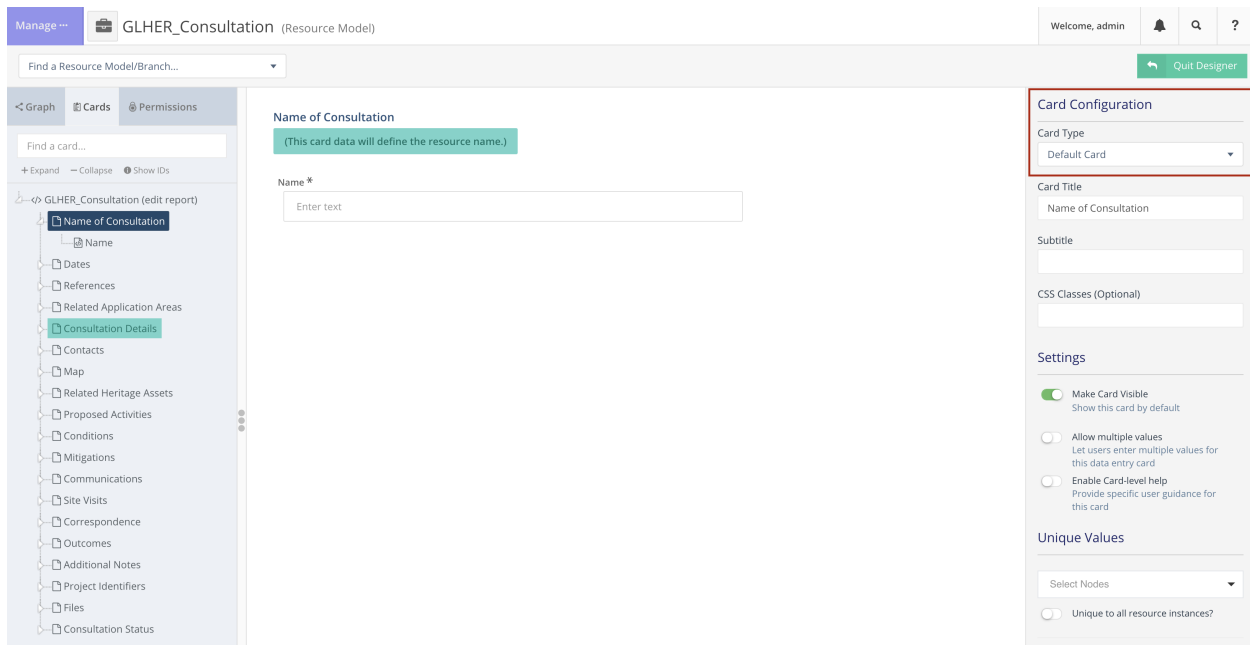 Manage ...
GLHER_Consultation (Resource Model)
Welcome, admin
?
Find a Resource Model/Branch...
Quit Designer
Graph
Cards
Permissions
Find a card...
+ Expand
− Collapse
Show IDs
</> GLHER_Consultation (edit report)
Name of Consultation
Name
Dates
References
Related Application Areas
Consultation Details
Contacts
Map
Related Heritage Assets
Proposed Activities
Conditions
Mitigations
Communications
Site Visits
Correspondence
Outcomes
Additional Notes
Project Identifiers
Files
Consultation Status
Name of Consultation
(This card data will define the resource name.)
Name *
Enter text
Card Configuration
Card Type
Default Card
Card Title
Name of Consultation
Subtitle
CSS Classes (Optional)
Settings
Make Card Visible
Show this card by default
Allow multiple values
Let users enter multiple values for
this data entry card
Enable Card-level help
Provide specific user guidance for
this card
Unique Values
Select Nodes
Unique to all resource instances?